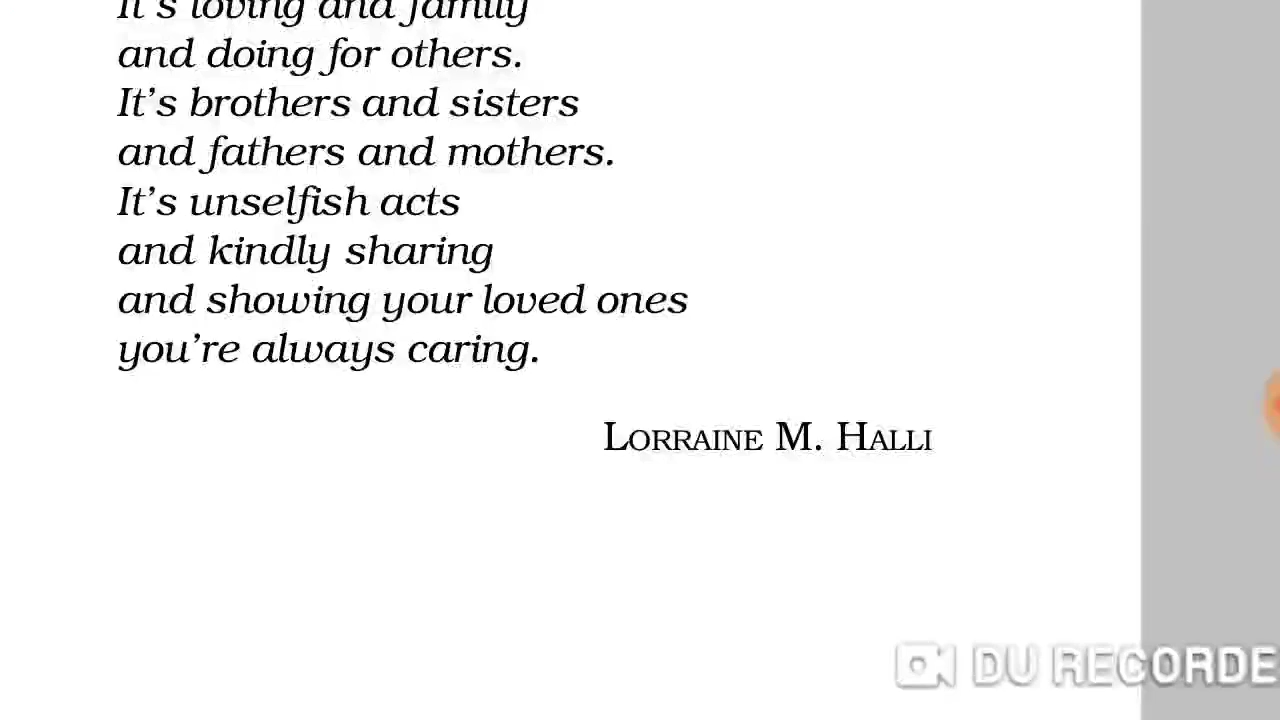 It's loving and family
and doing for others.
It's brothers and sisters
and fathers and mothers.
It's unselfish acts
and kindly sharing
and showing your loved ones
you're always caring.
LORRAINE M. HALLI
DU RECORDE